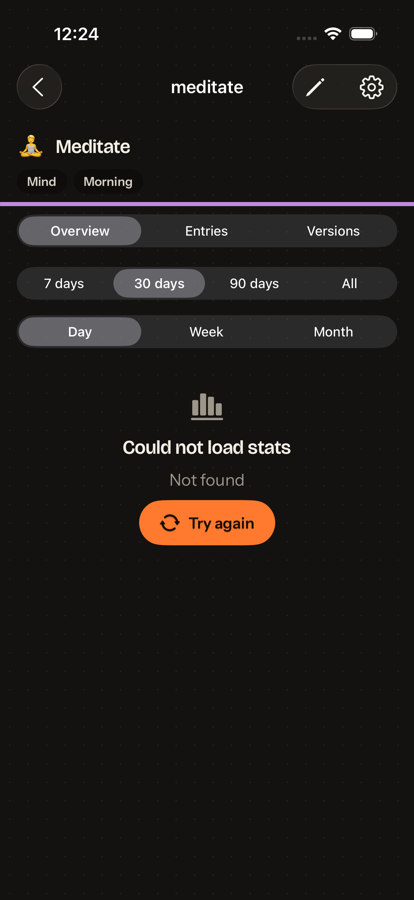 12:24
meditate
Meditate
Mind Morning
Overview Entries Versions
7 days 30 days 90 days All
Day Week Month
Could not load stats
Not found
Try again